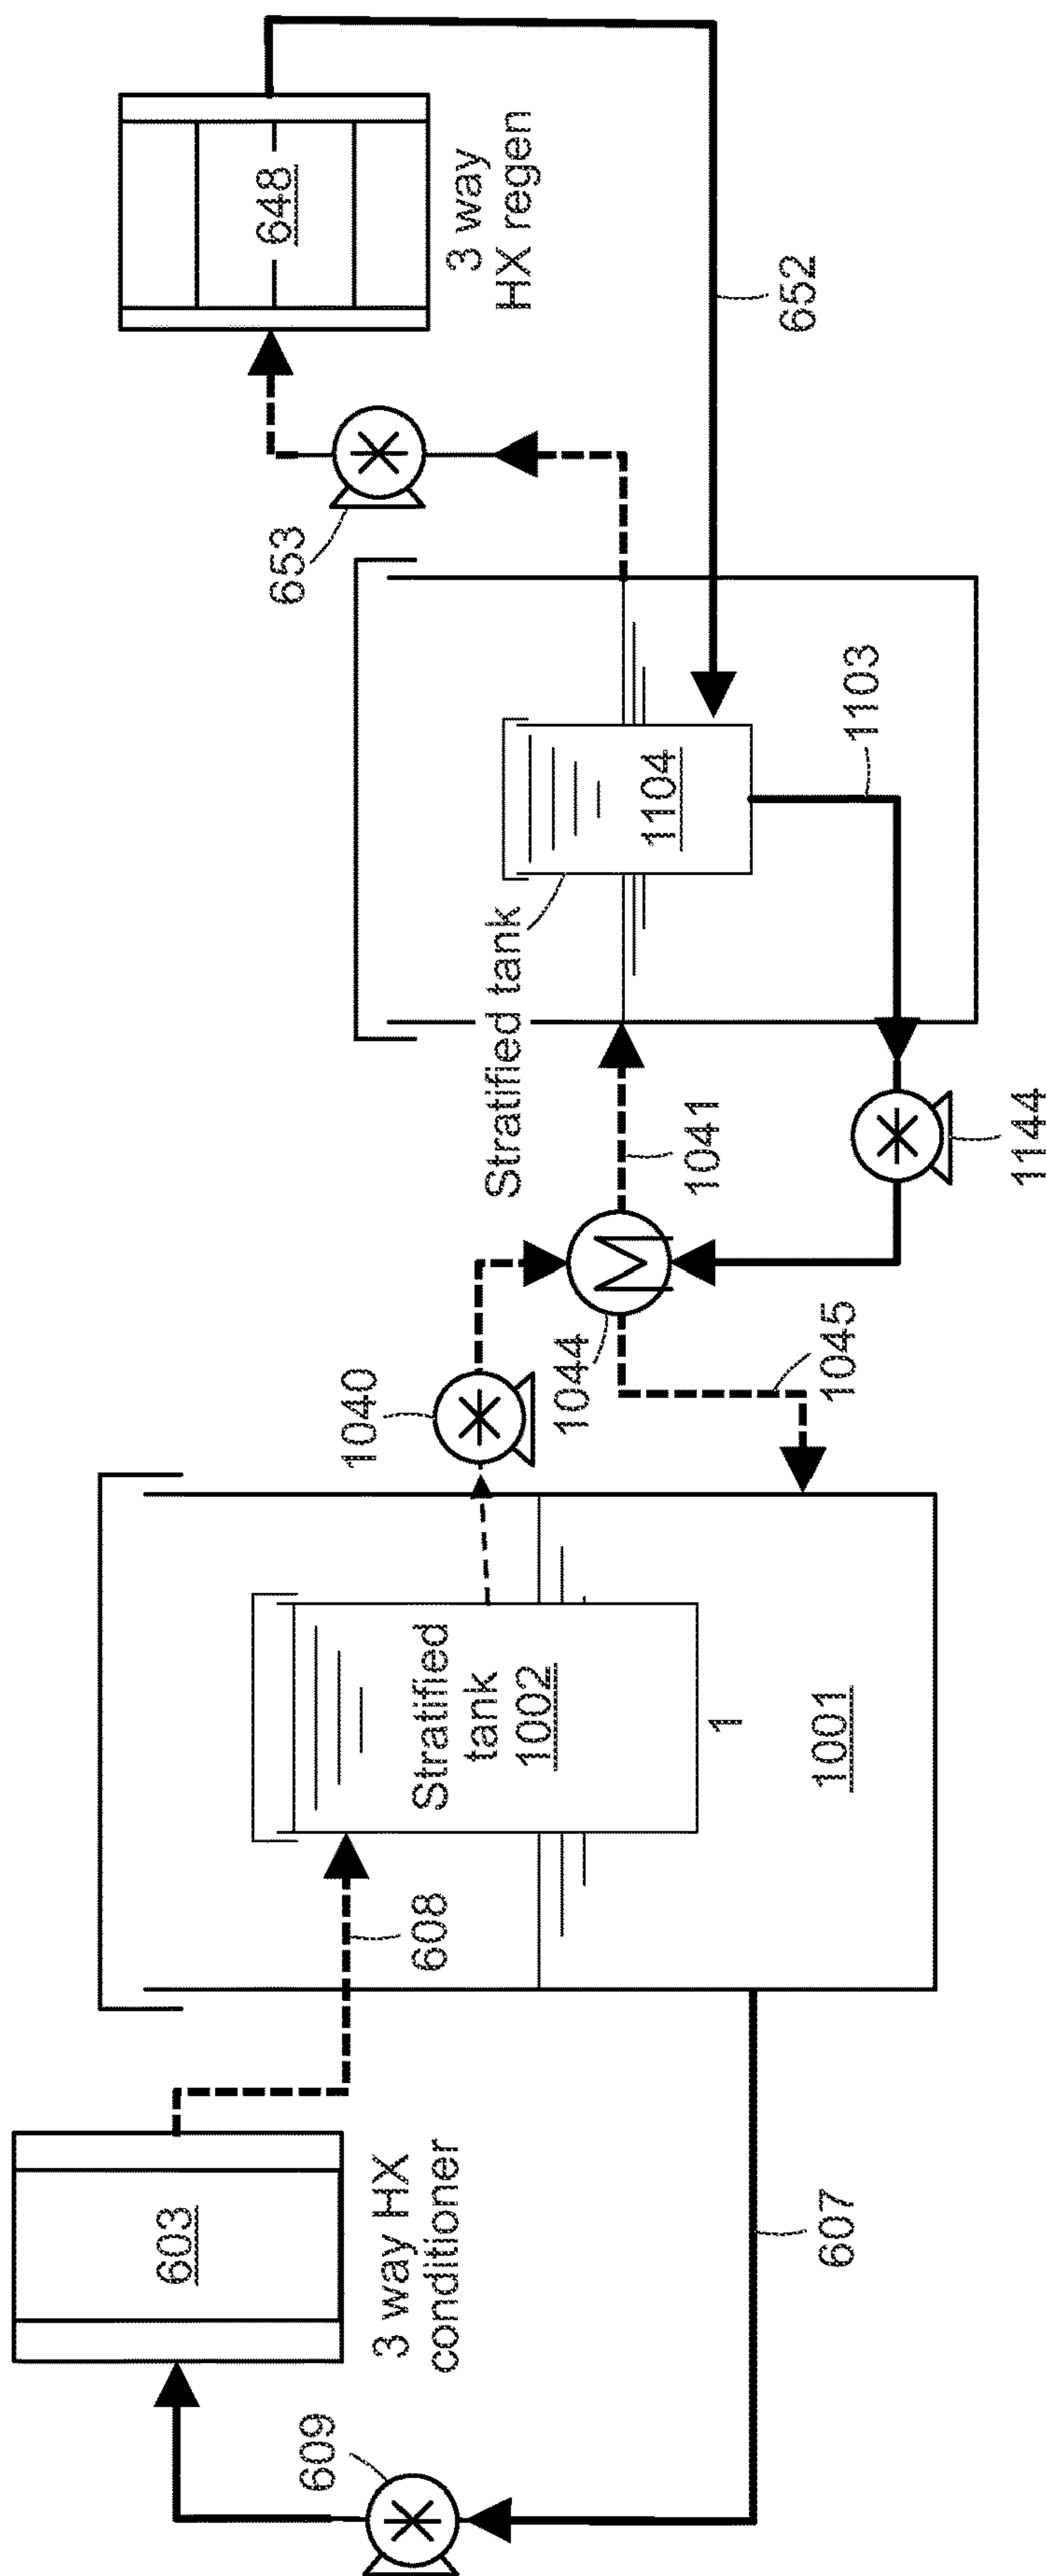 603
3 way HX
conditioner
609
607
608
Stratified
tank
1002
1
1001
1040
1044
1045
1041
Stratified tank
1104
1103
1144
653
648
3 way
HX regen
652